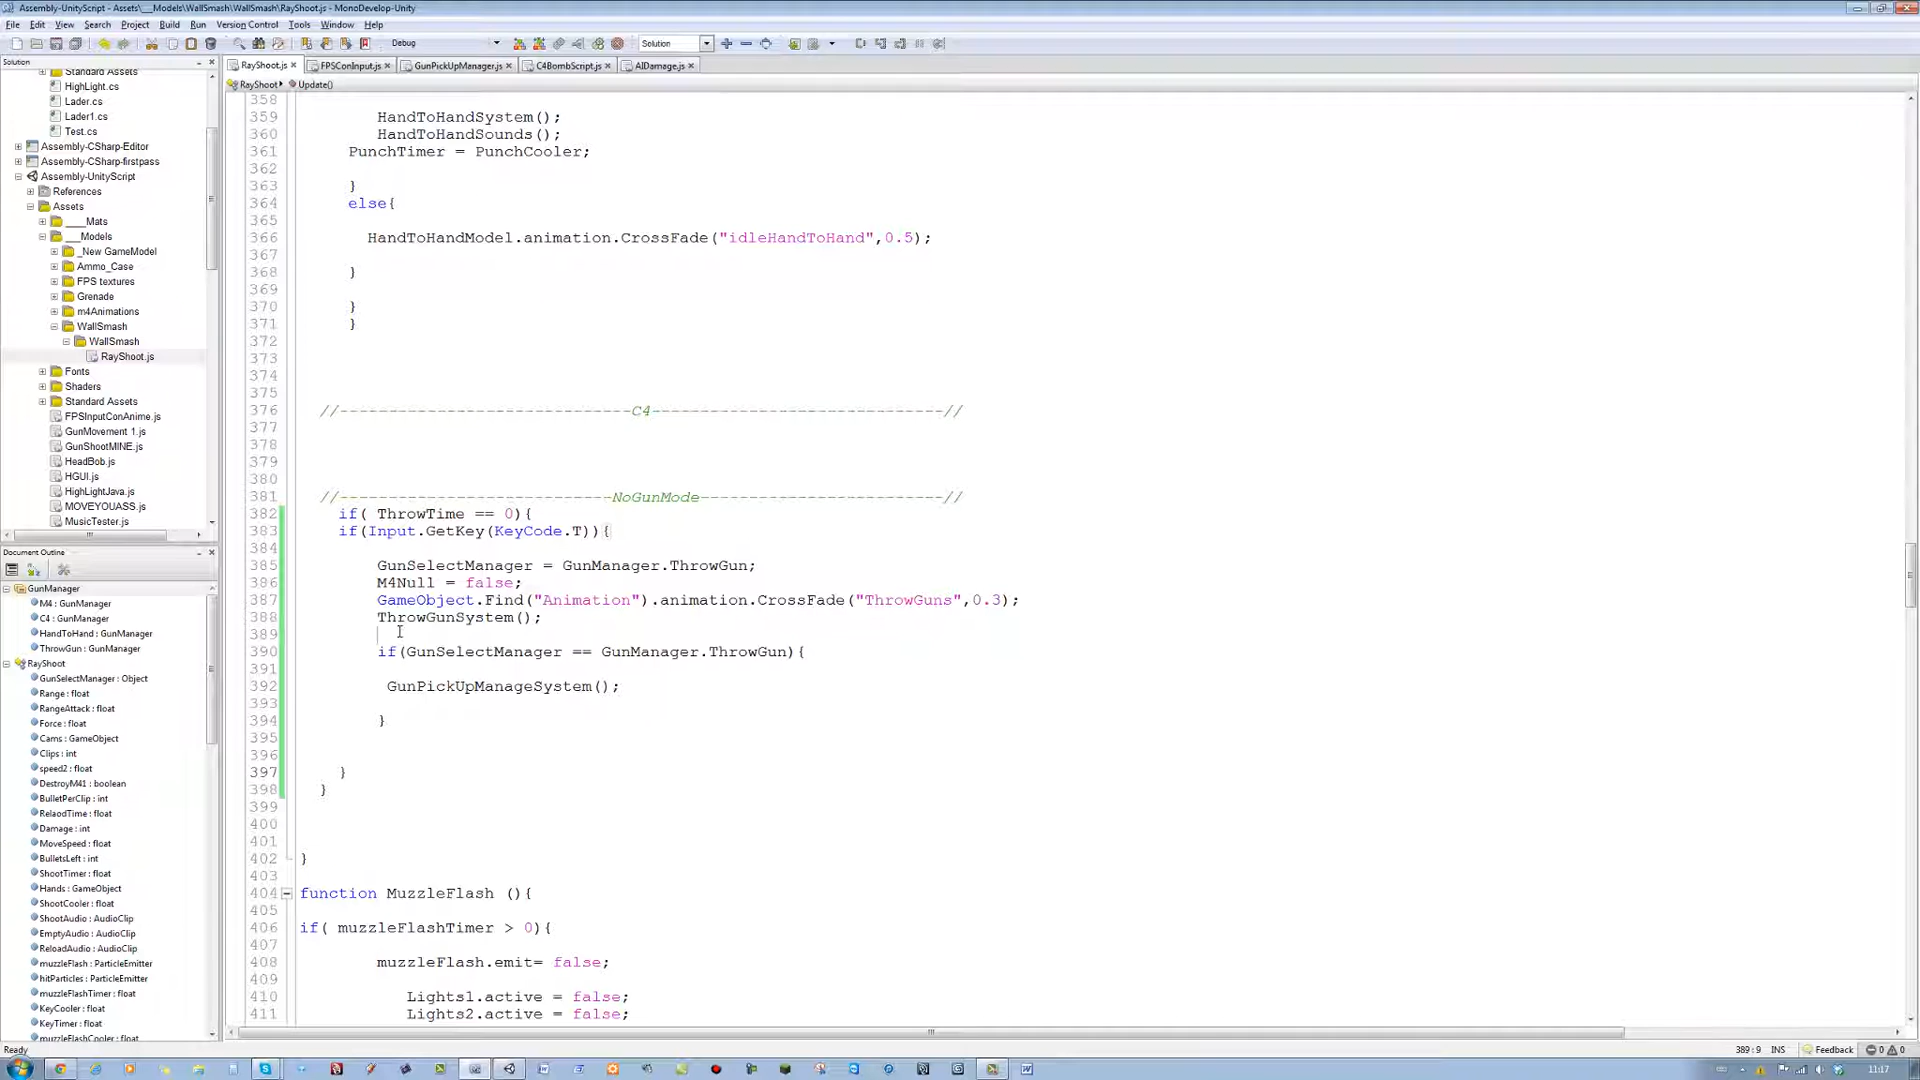 Assembly-UnityScript - Assets\__Models\WallSmash\WallSmash\RayShoot.js - MonoDevelop-Unity
File Edit View Search Project Build Run Version Control Tools Window Help
Debug
Solution
Solution
RayShoot.js
FPSConInput.js
GunPickUpManager.js
C4BombScript.js
AIDamage.js
RayShoot
Update()
Standard Assets
HighLight.cs
Lader.cs
Lader1.cs
Test.cs
Assembly-CSharp-Editor
Assembly-CSharp-firstpass
Assembly-UnityScript
References
Assets
___Mats
__Models
_New GameModel
Ammo_Case
FPS textures
Grenade
m4Animations
WallSmash
WallSmash
RayShoot.js
Fonts
Shaders
Standard Assets
FPSInputConAnime.js
GunMovement 1.js
GunShootMINE.js
HeadBob.js
HGUI.js
HighLightJava.js
MOVEYOUASS.js
MusicTester.js
Document Outline
GunManager
M4 : GunManager
C4 : GunManager
HandToHand : GunManager
ThrowGun : GunManager
RayShoot
GunSelectManager : Object
Range : float
RangeAttack : float
Force : float
Cams : GameObject
Clips : int
speed2 : float
DestroyM41 : boolean
BulletPerClip : int
RelaodTime : float
Damage : int
MoveSpeed : float
BulletsLeft : int
ShootTimer : float
Hands : GameObject
ShootCooler : float
ShootAudio : AudioClip
EmptyAudio : AudioClip
ReloadAudio : AudioClip
muzzleFlash : ParticleEmitter
hitParticles : ParticleEmitter
muzzleFlashTimer : float
KeyCooler : float
KeyTimer : float
muzzleFlashCooler : float
358
359 HandToHandSystem();
360 HandToHandSounds();
361 PunchTimer = PunchCooler;
362
363 }
364 else{
365
366 HandToHandModel.animation.CrossFade("idleHandToHand",0.5);
367
368 }
369
370 }
371 }
372
373
374
375
376 //------------------------------C4------------------------------//
377
378
379
380
381 //----------------------------NoGunMode-------------------------//
382 if( ThrowTime == 0){
383 if(Input.GetKey(KeyCode.T)){
384
385 GunSelectManager = GunManager.ThrowGun;
386 M4Null = false;
387 GameObject.Find("Animation").animation.CrossFade("ThrowGuns",0.3);
388 ThrowGunSystem();
389
390 if(GunSelectManager == GunManager.ThrowGun){
391
392 GunPickUpManageSystem();
393
394 }
395
396
397 }
398 }
399
400
401
402 }
403
404 function MuzzleFlash (){
405
406 if( muzzleFlashTimer > 0){
407
408 muzzleFlash.emit= false;
409
410 Lights1.active = false;
411 Lights2.active = false;
Ready
389 : 9 INS Feedback 0 0
11:17